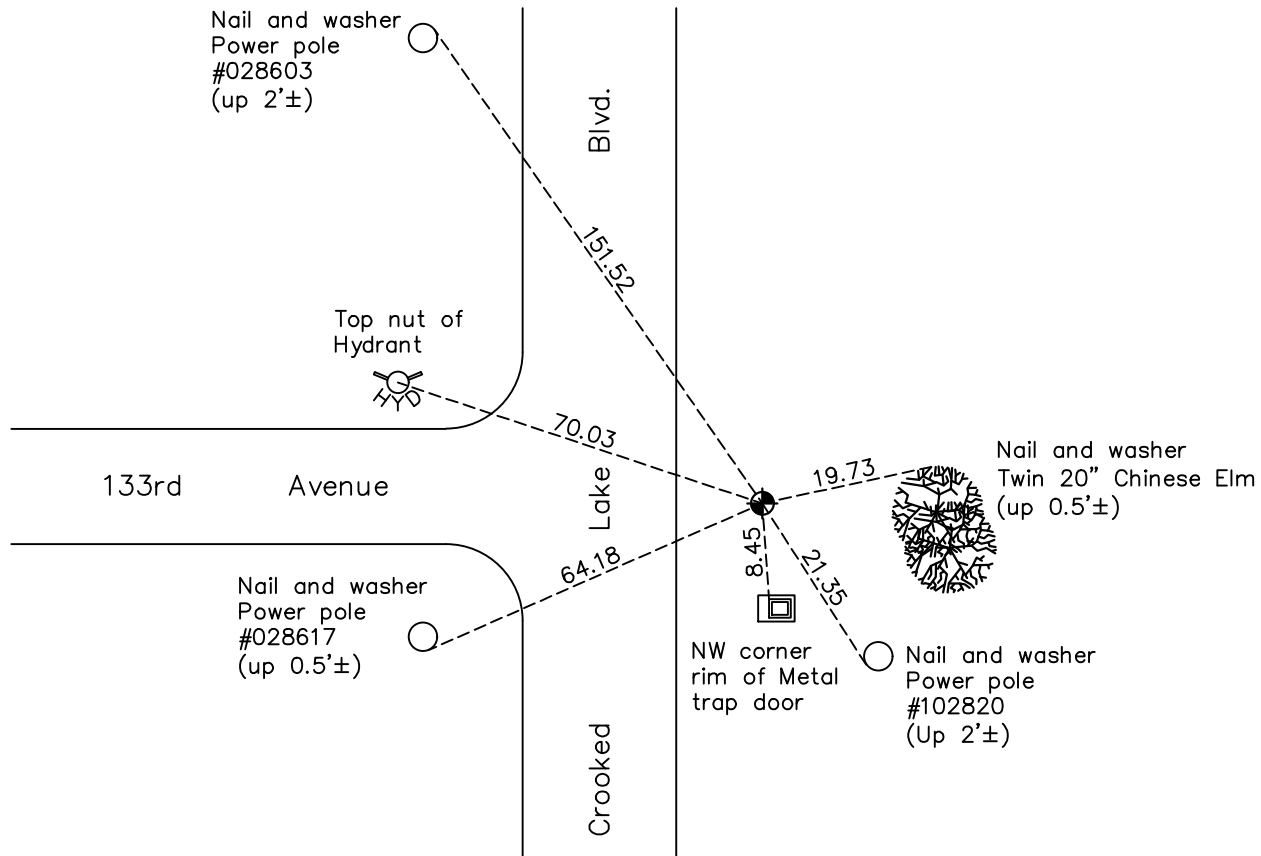 Nail and washer
Power pole
#028603
(up 2'±)
Blvd.
151.52
Top nut of
Hydrant
HYD
70.03
133rd Avenue
Lake
19.73
Nail and washer
Twin 20" Chinese Elm
(up 0.5'±)
64.18
8.45
21.35
Nail and washer
Power pole
#028617
(up 0.5'±)
NW corner
rim of Metal
trap door
Nail and washer
Power pole
#102820
(Up 2'±)
Crooked